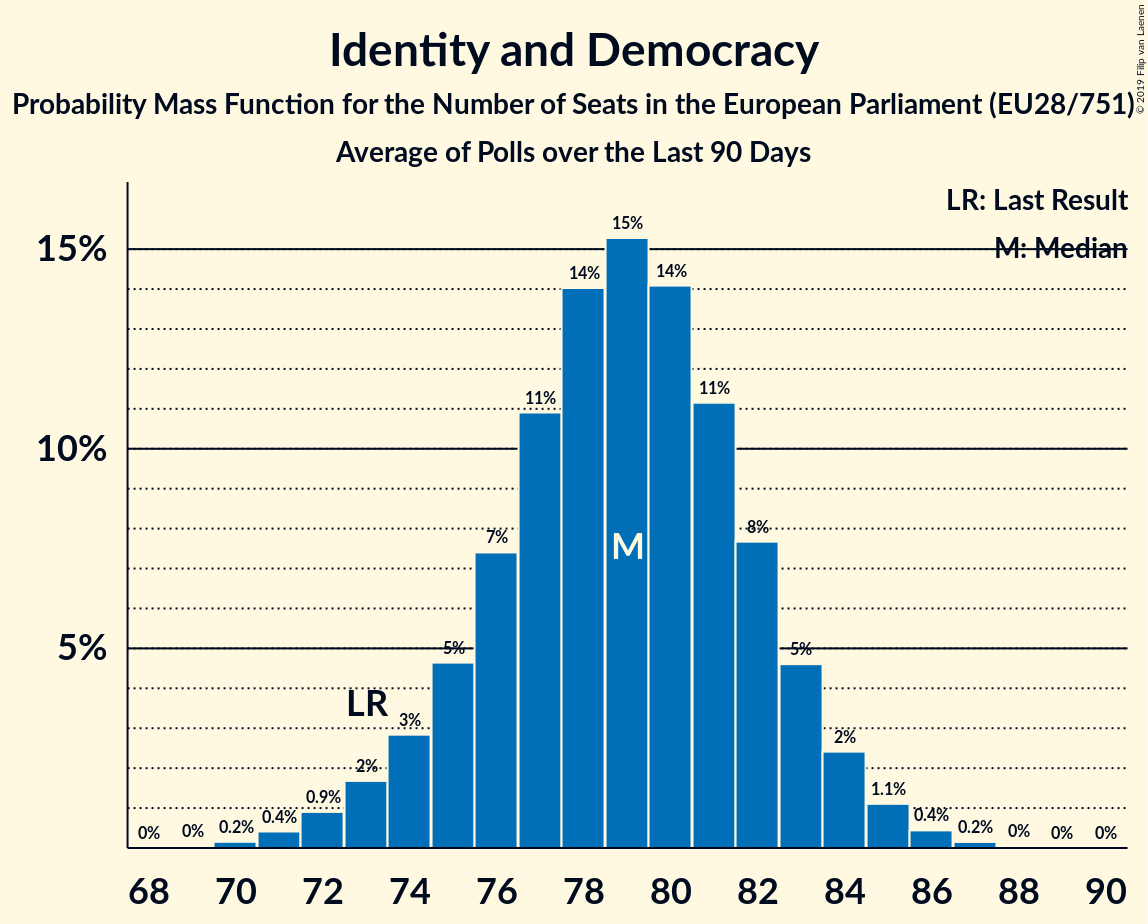 Identity and Democracy
Probability Mass Function for the Number of Seats in the European Parliament (EU28/751)
Average of Polls over the Last 90 Days
© 2019 Filip van Laenen
LR: Last Result
M: Median
15%
10%
5%
0%
0%
0.2%
0.4%
0.9%
2%
3%
5%
7%
11%
14%
15%
14%
11%
8%
5%
2%
1.1%
0.4%
0.2%
0%
0%
0%
LR
M
68 70 72 74 76 78 80 82 84 86 88 90